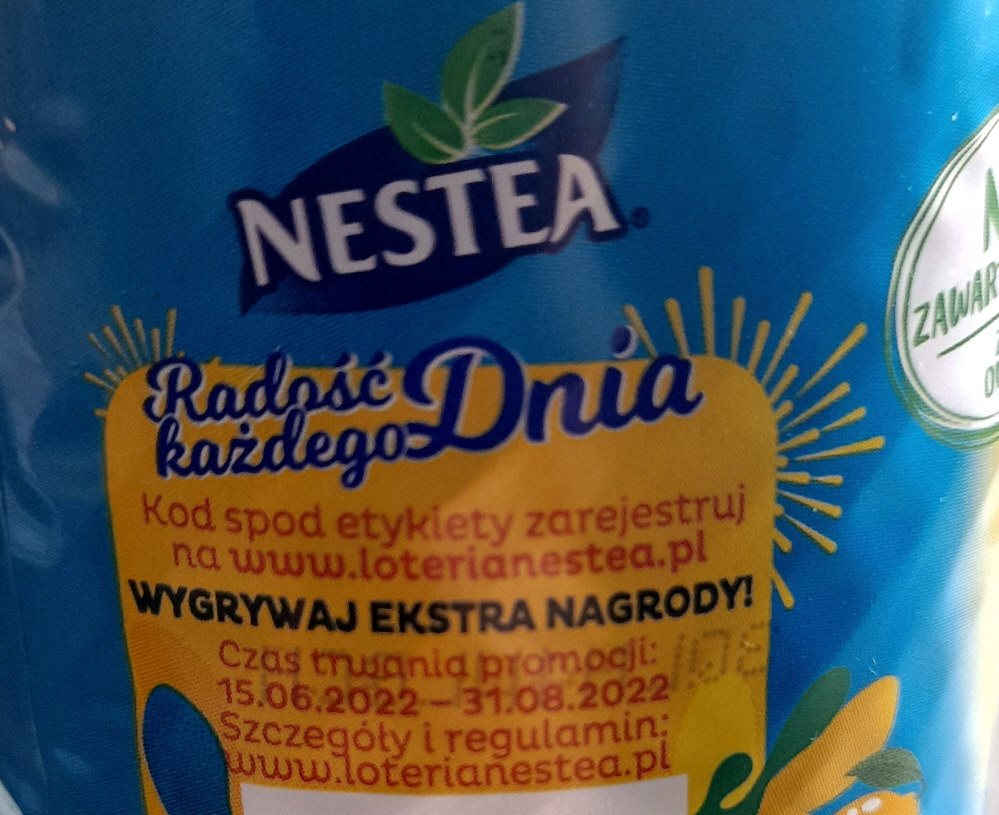 NESTEA
Radość
każdego Dnia
Kod spod etykiety zarejestruj
na www.loterianestea.pl
WYGRYWAJ EKSTRA NAGRODY!
Czas trwania promocji:
15.06.2022 – 31.08.2022
Szczegóły i regulamin:
www.loterianestea.pl